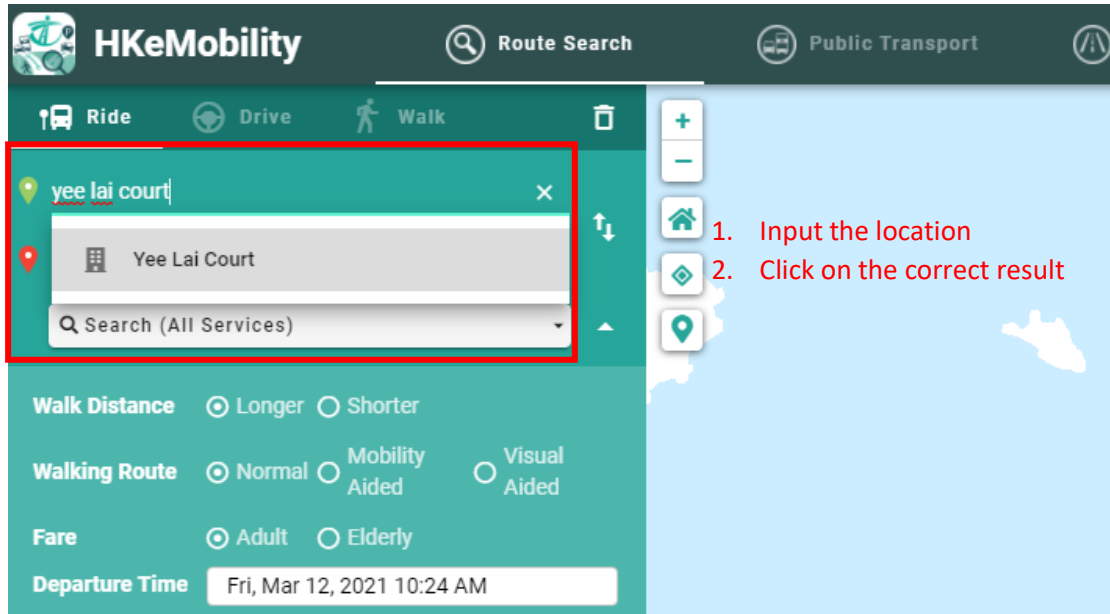 HKeMobility
Route Search
Public Transport
Ride
Drive
Walk
yee lai court
Yee Lai Court
Search (All Services)
+
−
1. Input the location
2. Click on the correct result
Walk Distance Longer Shorter
Walking Route Normal Mobility Aided Visual Aided
Fare Adult Elderly
Departure Time Fri, Mar 12, 2021 10:24 AM